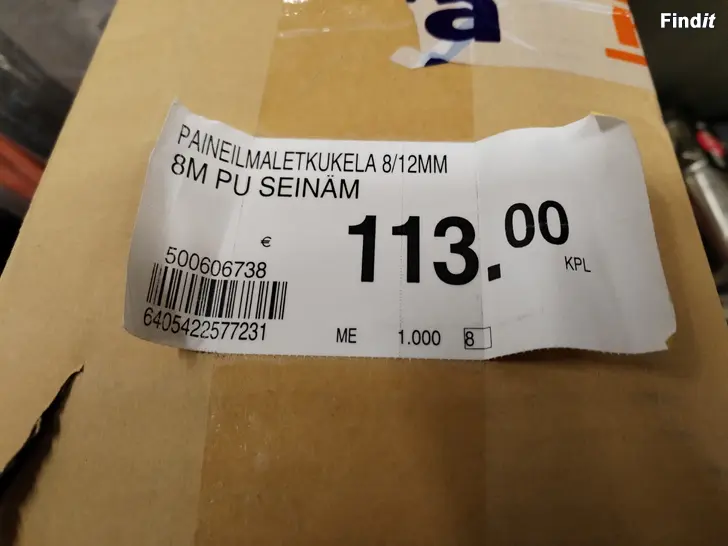 Findit
a
PAINEILMALETKUKELA 8/12MM
8M PU SEINÄM
€
113.00
KPL
500606738
6405422577231
ME 1.000 8